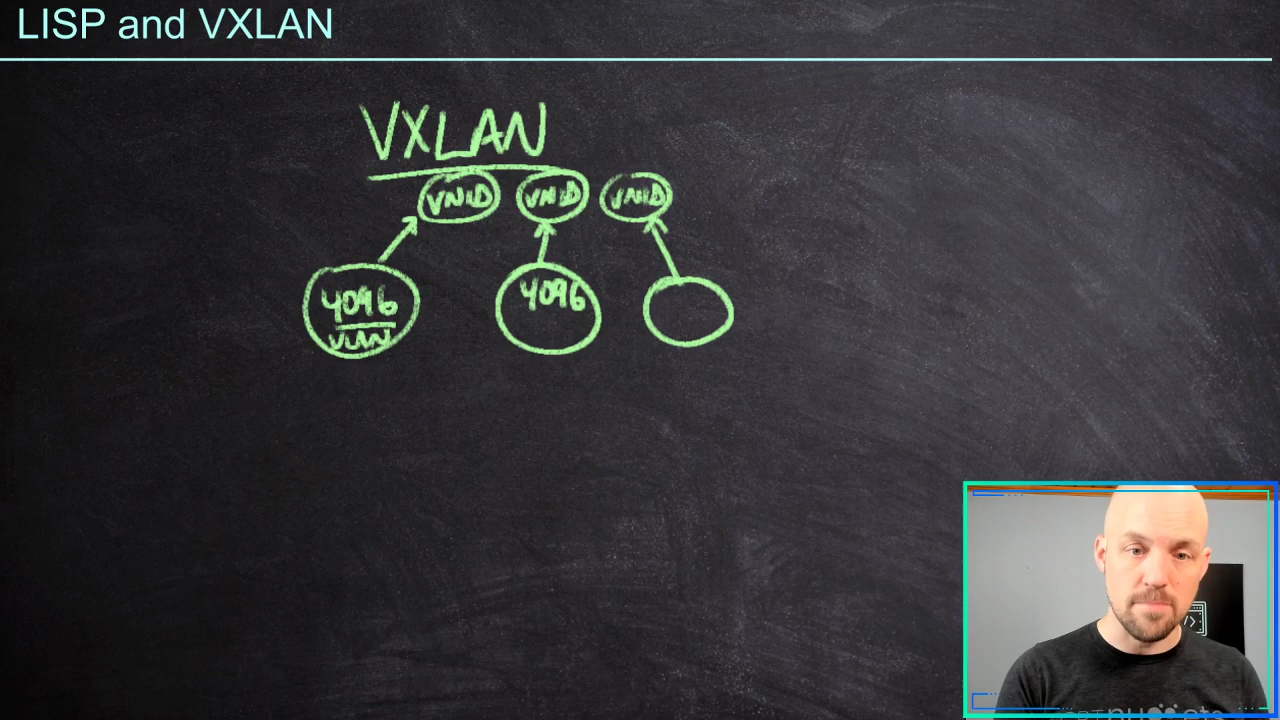 LISP and VXLAN
VXLAN
VNID VNID VNID
4096 4096
VLAN